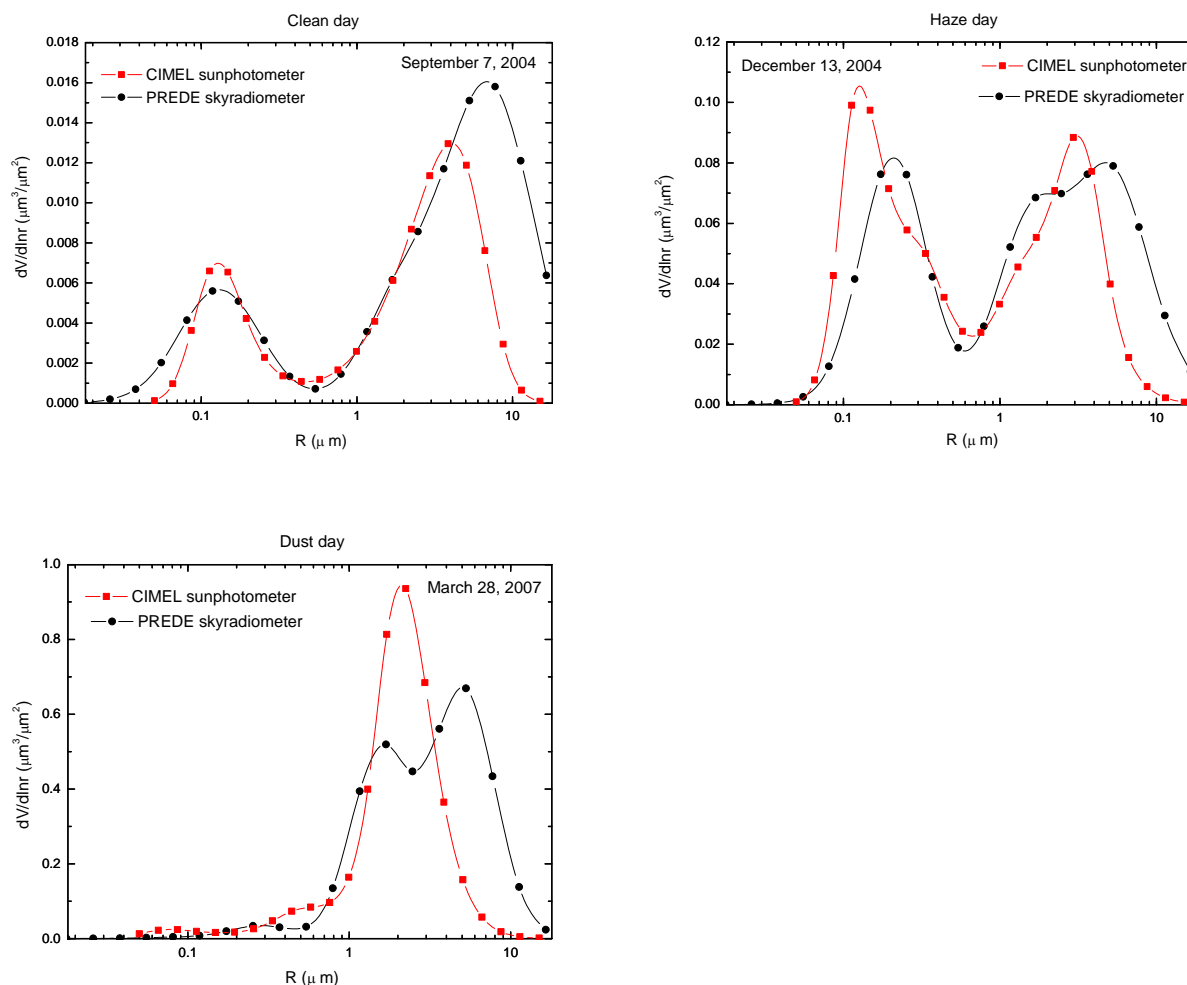 Clean day
0.018
0.016
0.014
0.012
0.010
0.008
0.006
0.004
0.002
0.000
dV/dlnr (μm³/μm²)
CIMEL sunphotometer
PREDE skyradiometer
September 7, 2004
0.1 1 10
R (μ m)
Haze day
0.12
0.10
0.08
0.06
0.04
0.02
0.00
dV/dlnr (μm³/μm²)
December 13, 2004
CIMEL sunphotometer
PREDE skyradiometer
0.1 1 10
R (μ m)
Dust day
1.0
0.8
0.6
0.4
0.2
0.0
dV/dlnr (μm³/μm²)
CIMEL sunphotometer
PREDE skyradiometer
March 28, 2007
0.1 1 10
R (μ m)